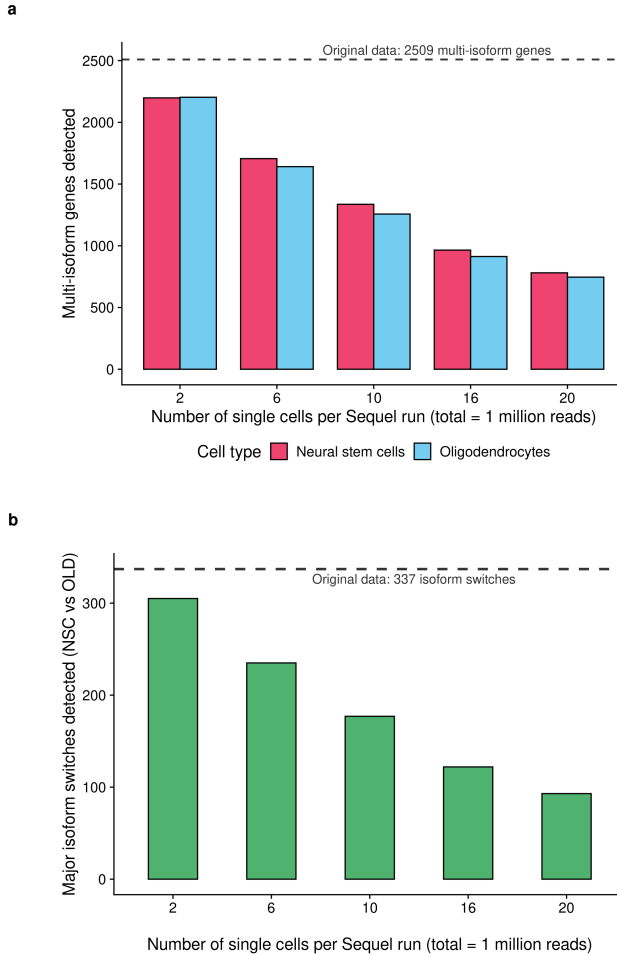 a
Original data: 2509 multi-isoform genes
Multi-isoform genes detected
2500
2000
1500
1000
500
0
2 6 10 16 20
Number of single cells per Sequel run (total = 1 million reads)
Cell type Neural stem cells Oligodendrocytes
b
Original data: 337 isoform switches
Major isoform switches detected (NSC vs OLD)
300
200
100
0
2 6 10 16 20
Number of single cells per Sequel run (total = 1 million reads)